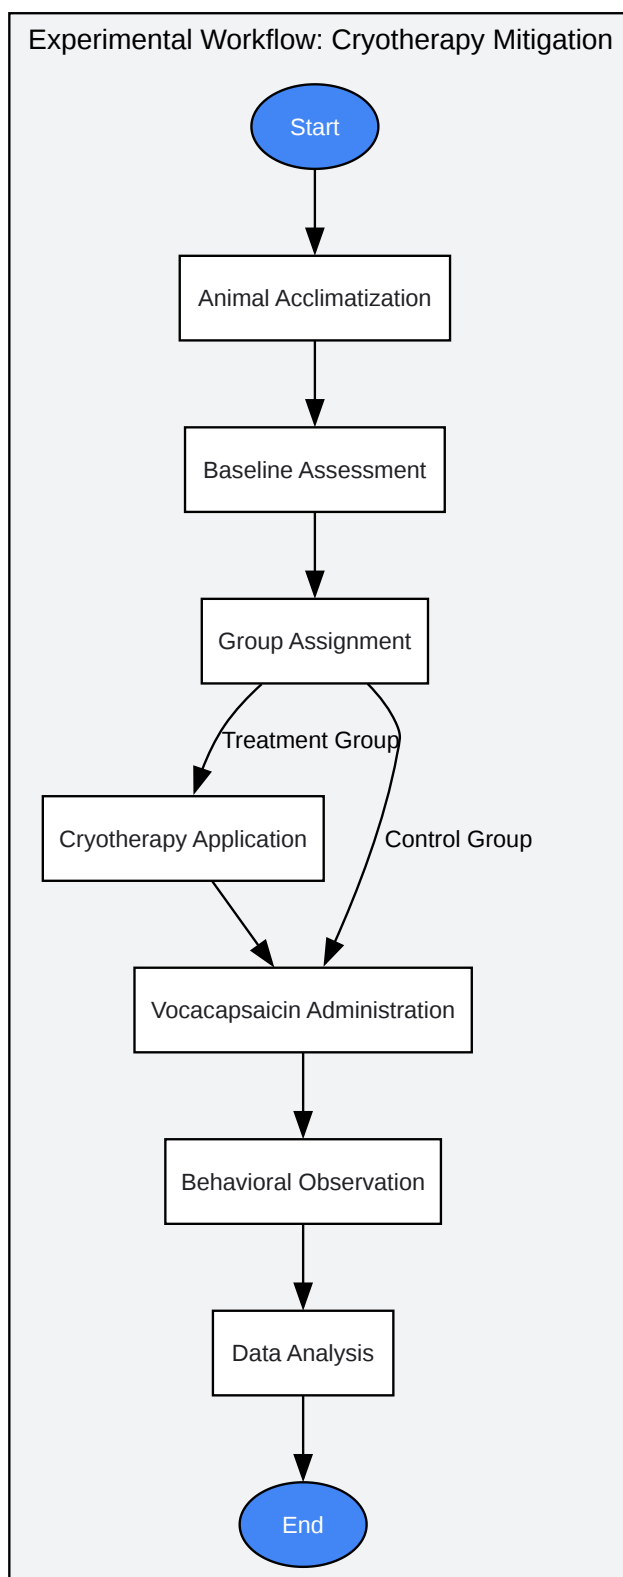 Experimental Workflow: Cryotherapy Mitigation
Start
Animal Acclimatization
Baseline Assessment
Group Assignment
Treatment Group
Cryotherapy Application
Control Group
Vocacapsaicin Administration
Behavioral Observation
Data Analysis
End